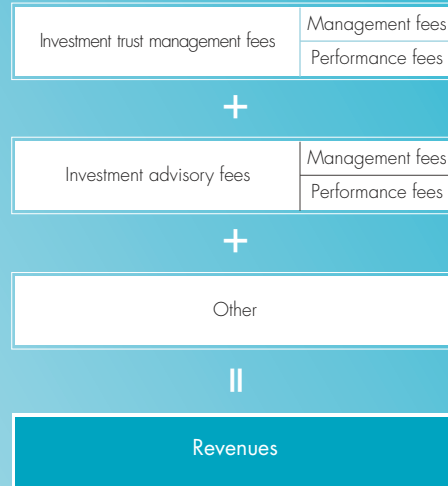 Investment trust management fees
Management fees
Performance fees
+
Investment advisory fees
Management fees
Performance fees
+
Other
=
Revenues